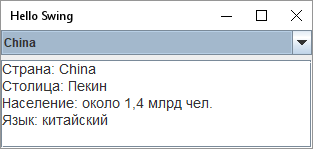 Hello Swing
China
Страна: China
Столица: Пекин
Население: около 1,4 млрд чел.
Язык: китайский